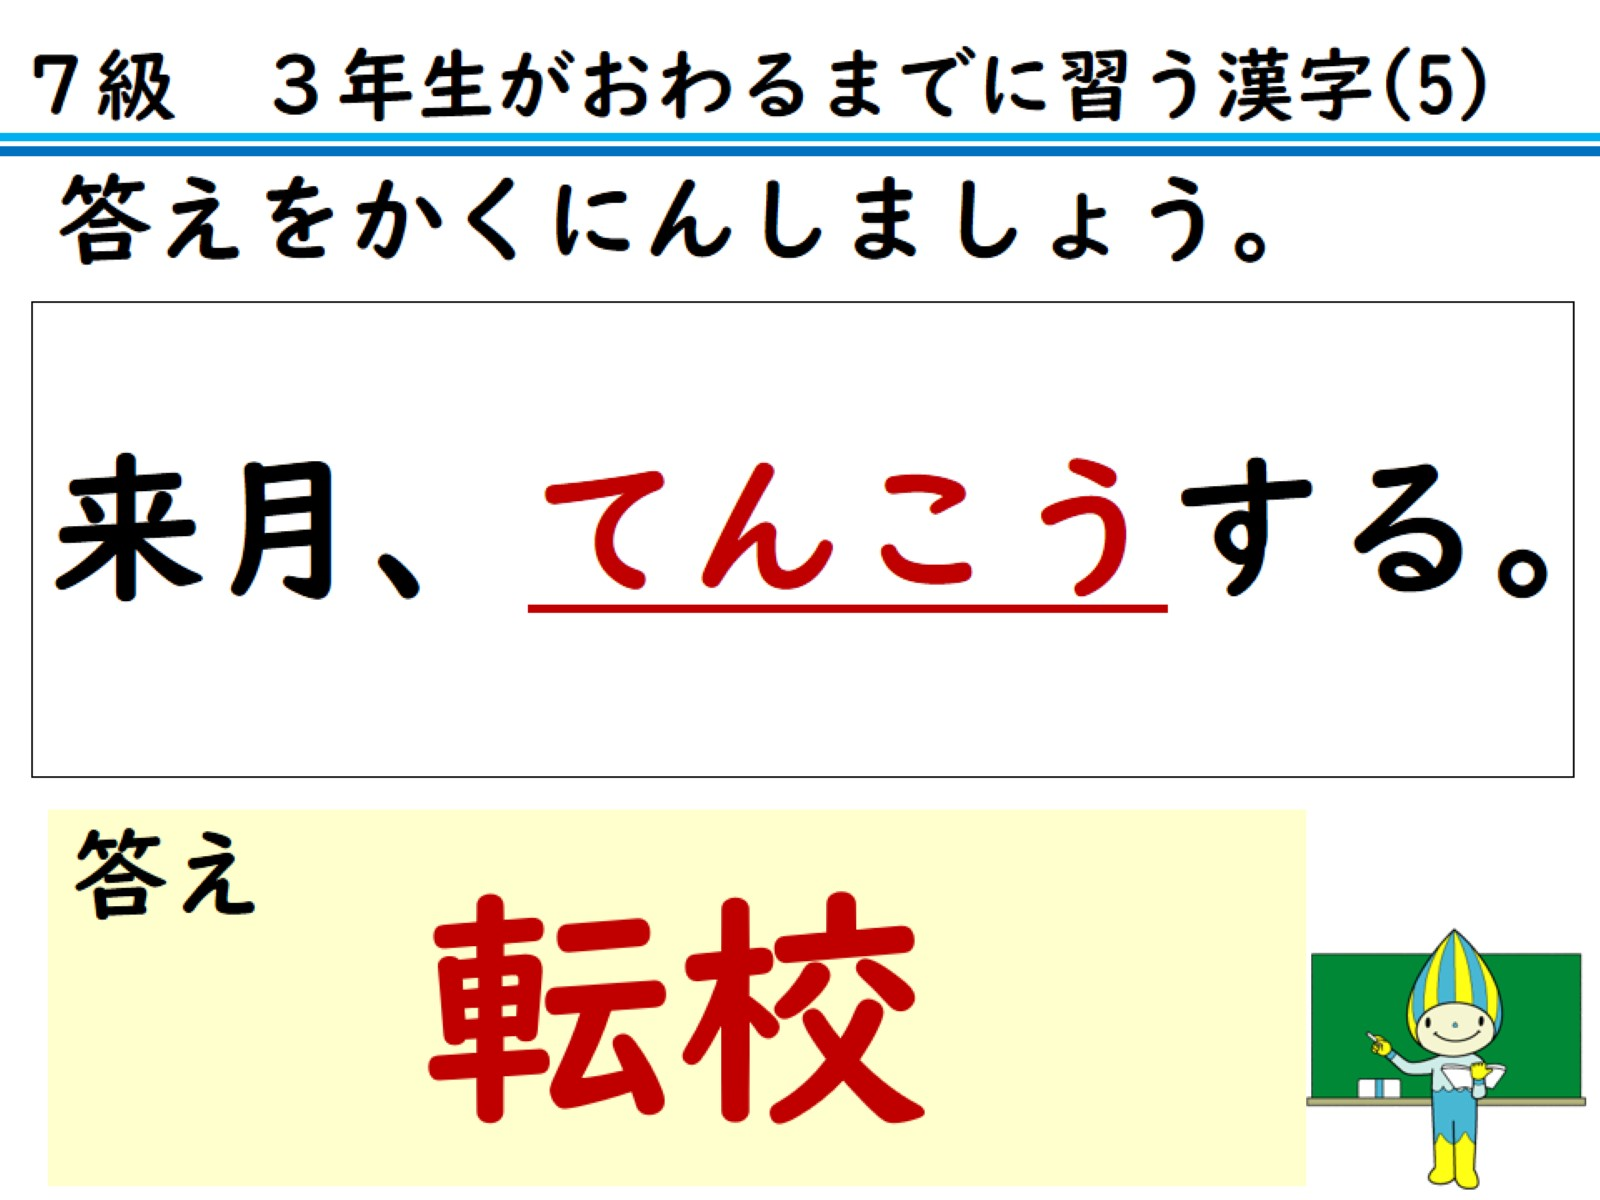 ７級　３年生がおわるまでに習う漢字(5)
答えをかくにんしましょう。
来月、てんこうする。
答え
転校